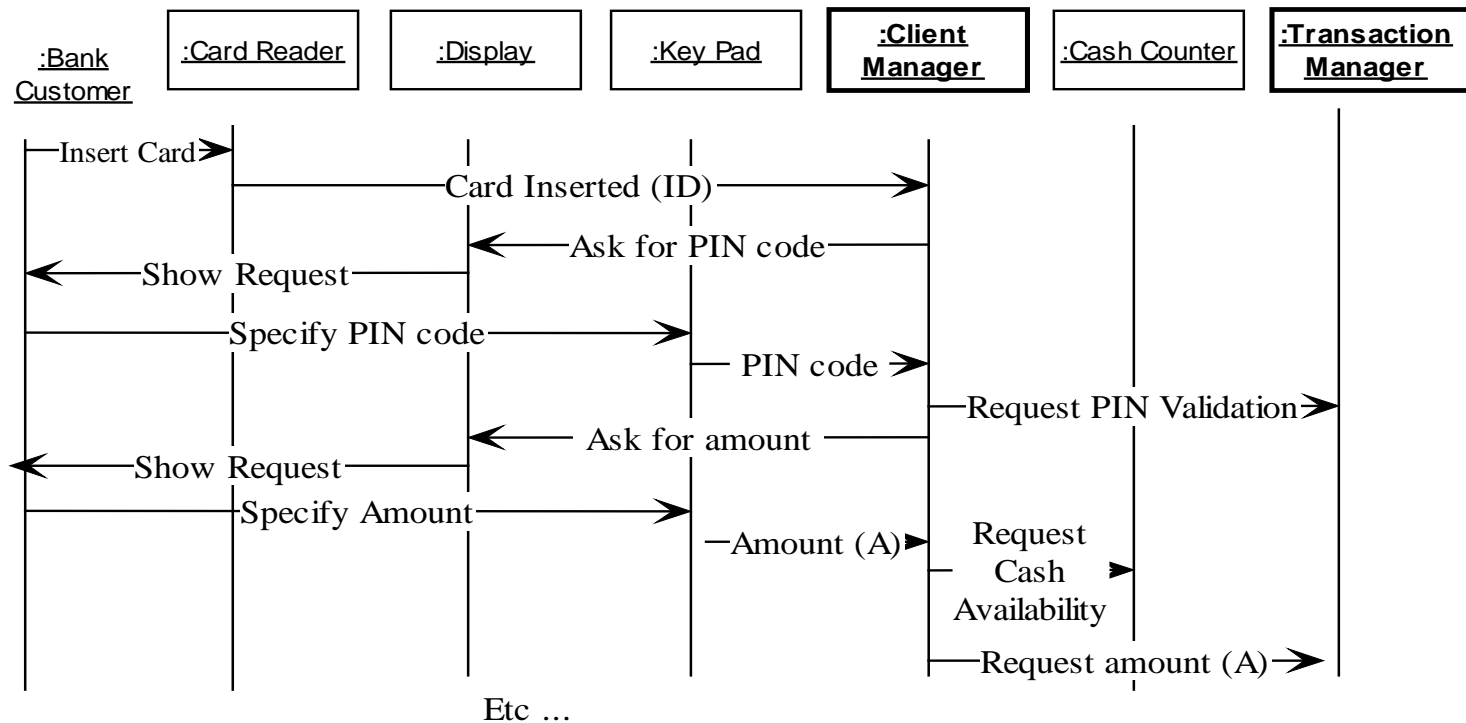 :Bank
Customer
:Card Reader
:Display
:Key Pad
:Client
Manager
:Cash Counter
:Transaction
Manager
Insert Card
Card Inserted (ID)
Ask for PIN code
Show Request
Specify PIN code
PIN code
Request PIN Validation
Ask for amount
Show Request
Specify Amount
Amount (A)
Request
Cash
Availability
Request amount (A)
Etc ...